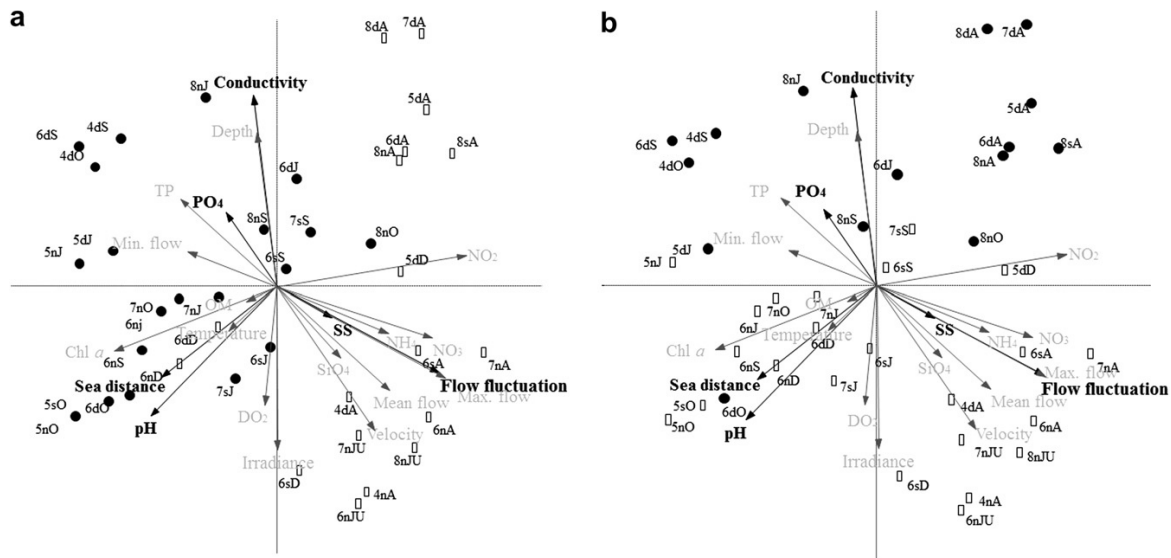 a
8dA
7dA
8nJ
Conductivity
5dA
Depth
6dS
4dS
4dO
6dA
8nA
8sA
6dJ
TP
PO4
8nS
7sS
8nO
5dJ
5nJ
Min. flow
6sS
5dD
NO2
7nO
7nJ
OM
6nj
6dD
Temperature
SS
NH4
NO3
Chl a
6nS
6nD
6sJ
SrO4
6sA
7nA
Sea distance
7sJ
Flow fluctuation
Max. flow
Mean flow
5sO
6dO
5nO
pH
DO2
4dA
6nA
Velocity
7nJU
8nJU
Irradiance
6sD
4nA
6nJU
b
8dA
7dA
8nJ
Conductivity
5dA
Depth
6dS
4dS
4dO
6dA
8nA
8sA
6dJ
TP
PO4
8nS
7sS
8nO
5dJ
5nJ
Min. flow
6sS
5dD
NO2
OM
7nO
7nJ
6nJ
Temperature
6dD
SS
NH4
NO3
Chl a
6nS
6nD
6sJ
SrO4
6sA
7nA
Max. flow
Sea distance
7sJ
Flow fluctuation
Mean flow
5sO
6dO
5nO
pH
DO2
4dA
6nA
Velocity
7nJU
8nJU
Irradiance
6sD
4nA
6nJU